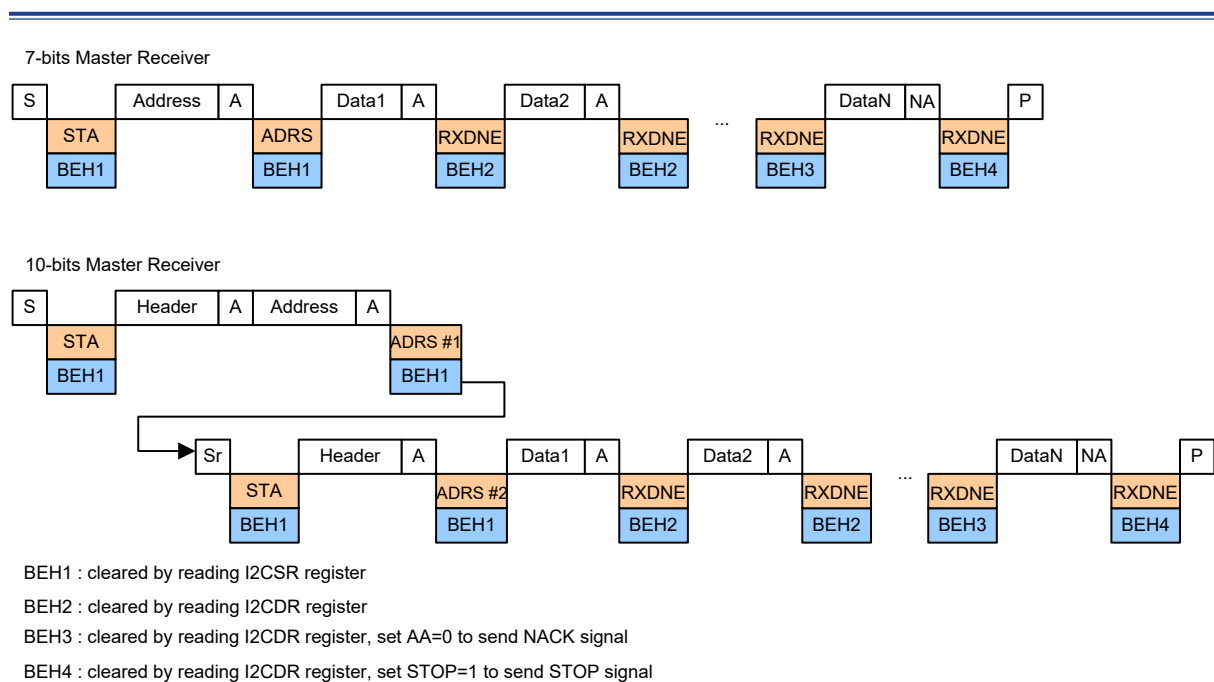 7-bits Master Receiver
S Address A Data1 A Data2 A ... DataN NA P
STA ADRS RXDNE RXDNE RXDNE RXDNE
BEH1 BEH1 BEH2 BEH2 BEH3 BEH4
10-bits Master Receiver
S Header A Address A
STA ADRS #1
BEH1 BEH1
Sr Header A Data1 A Data2 A ... DataN NA P
STA ADRS #2 RXDNE RXDNE RXDNE RXDNE
BEH1 BEH1 BEH2 BEH2 BEH3 BEH4
BEH1 : cleared by reading I2CSR register
BEH2 : cleared by reading I2CDR register
BEH3 : cleared by reading I2CDR register, set AA=0 to send NACK signal
BEH4 : cleared by reading I2CDR register, set STOP=1 to send STOP signal